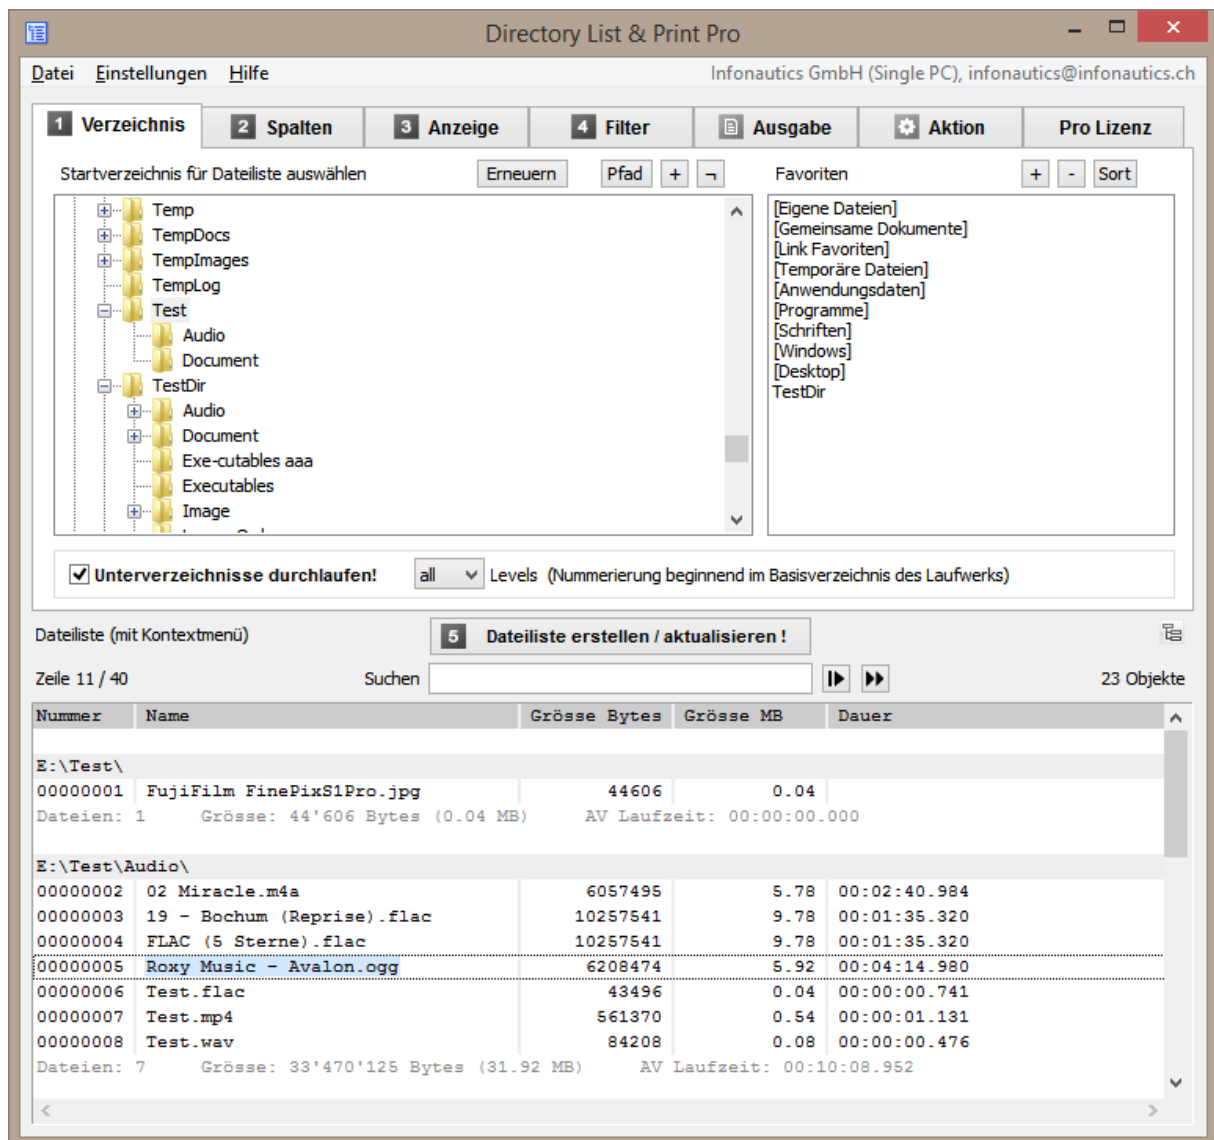 Directory List & Print Pro
Datei Einstellungen Hilfe Infonautics GmbH (Single PC), infonautics@infonautics.ch
1 Verzeichnis 2 Spalten 3 Anzeige 4 Filter Ausgabe Aktion Pro Lizenz
Startverzeichnis für Dateiliste auswählen Erneuern Pfad + ¬ Favoriten + - Sort
Temp
TempDocs
TempImages
TempLog
Test
Audio
Document
TestDir
Audio
Document
Exe-cutables aaa
Executables
Image
[Eigene Dateien]
[Gemeinsame Dokumente]
[Link Favoriten]
[Temporäre Dateien]
[Anwendungsdaten]
[Programme]
[Schriften]
[Windows]
[Desktop]
TestDir
Unterverzeichnisse durchlaufen! all Levels (Nummerierung beginnend im Basisverzeichnis des Laufwerks)
Dateiliste (mit Kontextmenü) 5 Dateiliste erstellen / aktualisieren !
Zeile 11 / 40 Suchen 23 Objekte
Nummer Name Grösse Bytes Grösse MB Dauer
E:\Test\
00000001 FujiFilm FinePixS1Pro.jpg 44606 0.04
Dateien: 1 Grösse: 44'606 Bytes (0.04 MB) AV Laufzeit: 00:00:00.000
E:\Test\Audio\
00000002 02 Miracle.m4a 6057495 5.78 00:02:40.984
00000003 19 - Bochum (Reprise).flac 10257541 9.78 00:01:35.320
00000004 FLAC (5 Sterne).flac 10257541 9.78 00:01:35.320
00000005 Roxy Music - Avalon.ogg 6208474 5.92 00:04:14.980
00000006 Test.flac 43496 0.04 00:00:00.741
00000007 Test.mp4 561370 0.54 00:00:01.131
00000008 Test.wav 84208 0.08 00:00:00.476
Dateien: 7 Grösse: 33'470'125 Bytes (31.92 MB) AV Laufzeit: 00:10:08.952